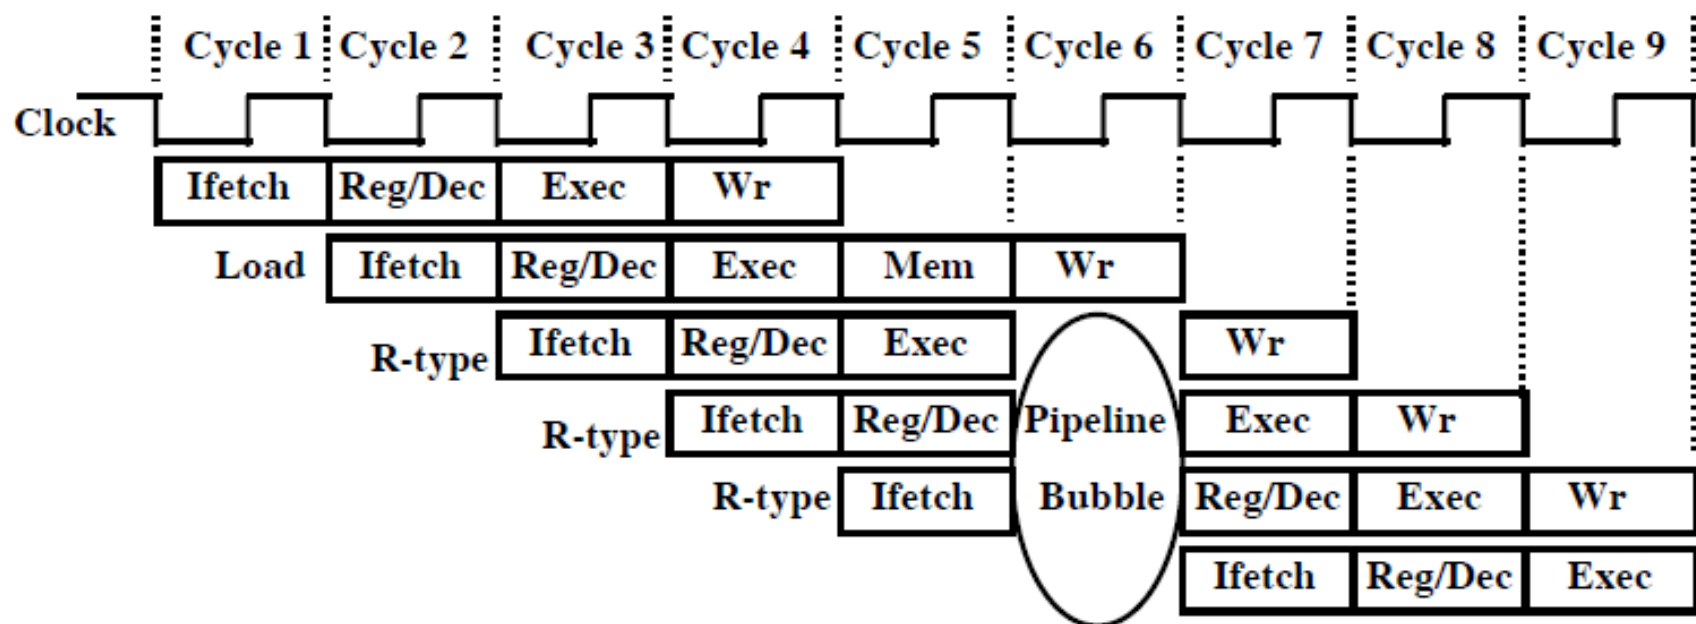 Cycle 1 Cycle 2 Cycle 3 Cycle 4 Cycle 5 Cycle 6 Cycle 7 Cycle 8 Cycle 9
Clock
Ifetch Reg/Dec Exec Wr
Load Ifetch Reg/Dec Exec Mem Wr
R-type Ifetch Reg/Dec Exec Wr
R-type Ifetch Reg/Dec Pipeline Exec Wr
R-type Ifetch Bubble Reg/Dec Exec Wr
Ifetch Reg/Dec Exec